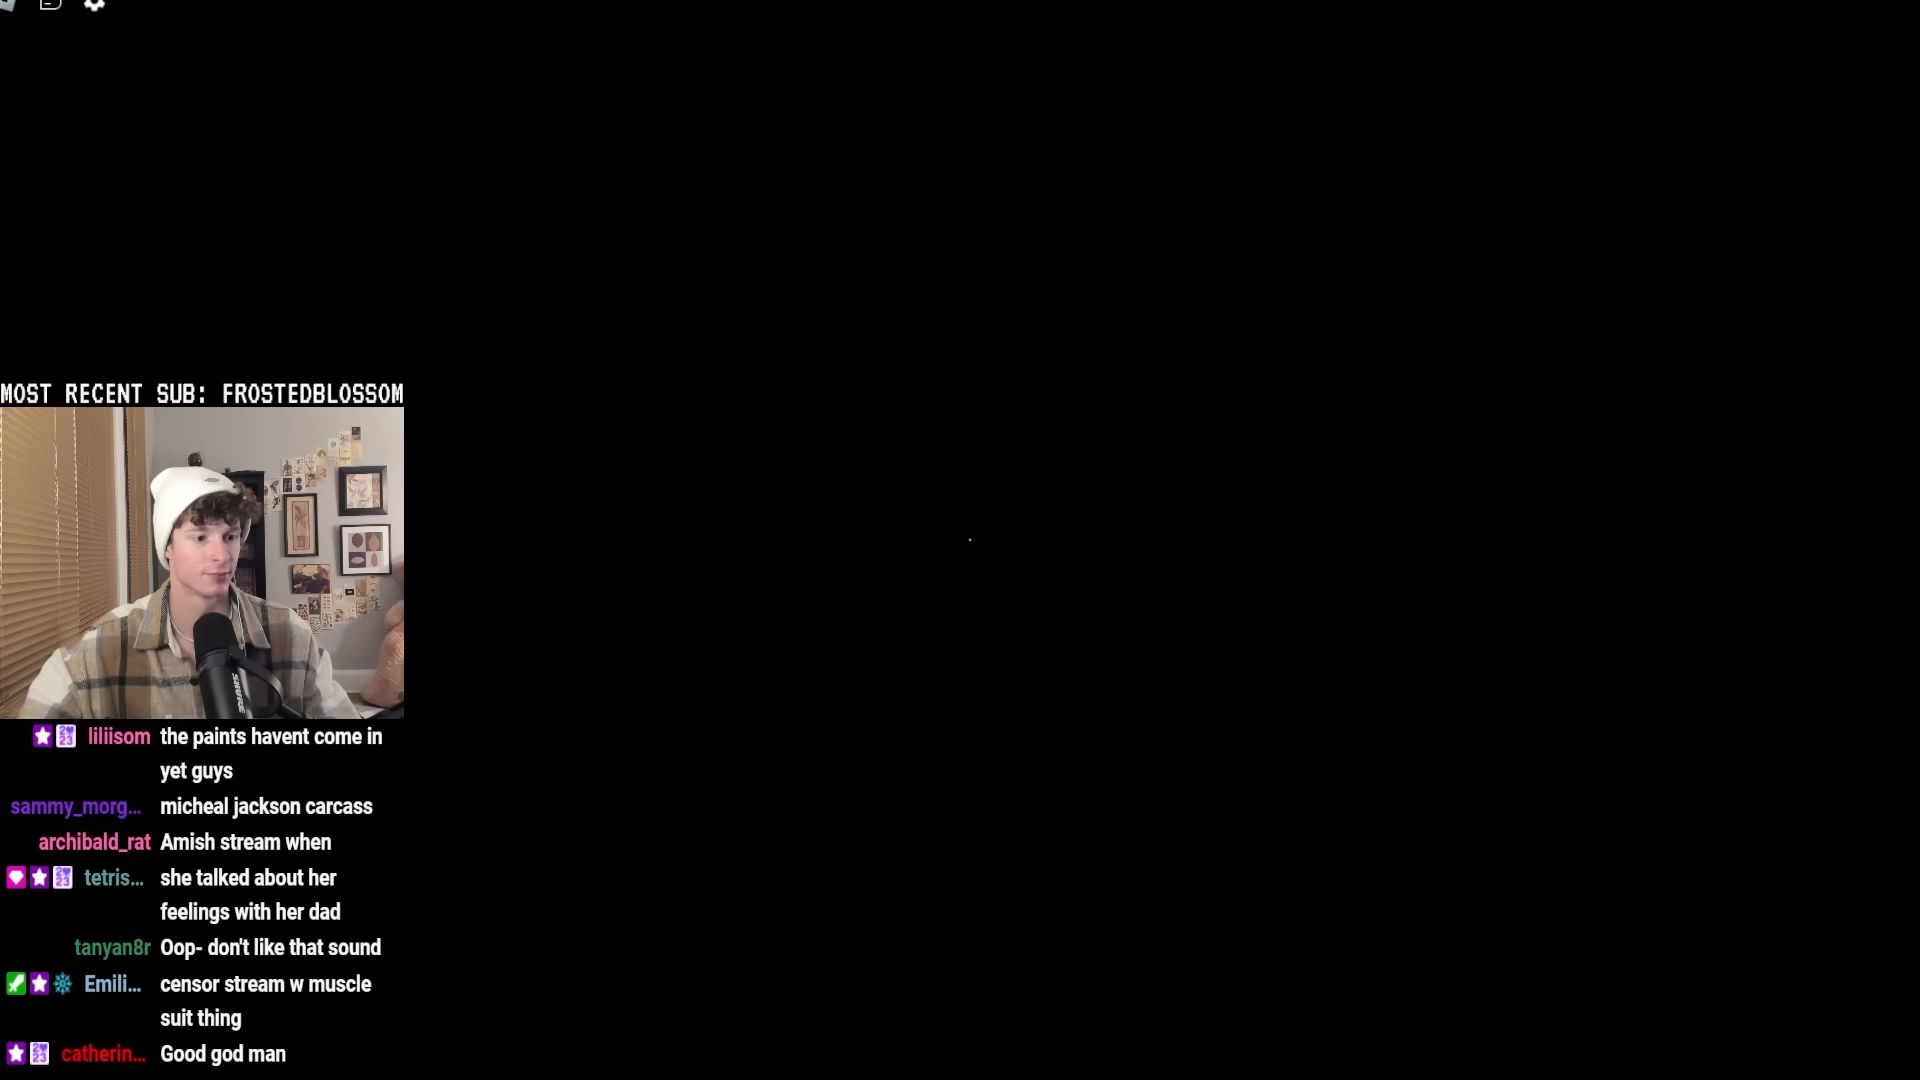 MOST RECENT SUB: FROSTEDBLOSSOM
SHURE
liliisom the paints havent come in
yet guys
sammy_morg... micheal jackson carcass
archibald_rat Amish stream when
tetris... she talked about her
feelings with her dad
tanyan8r Oop- don't like that sound
Emili... censor stream w muscle
suit thing
catherin... Good god man